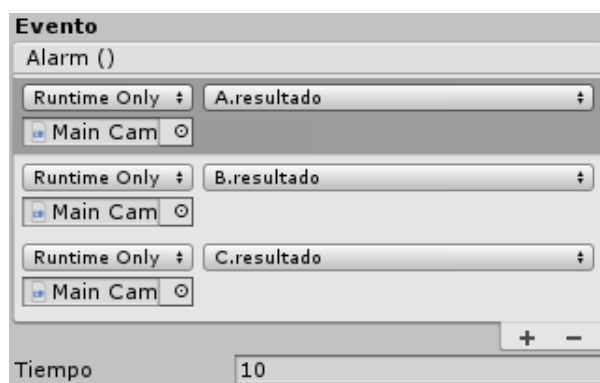 Evento
Alarm ()
Runtime Only A.resultado
Main Cam
Runtime Only B.resultado
Main Cam
Runtime Only C.resultado
Main Cam
+ −
Tiempo 10